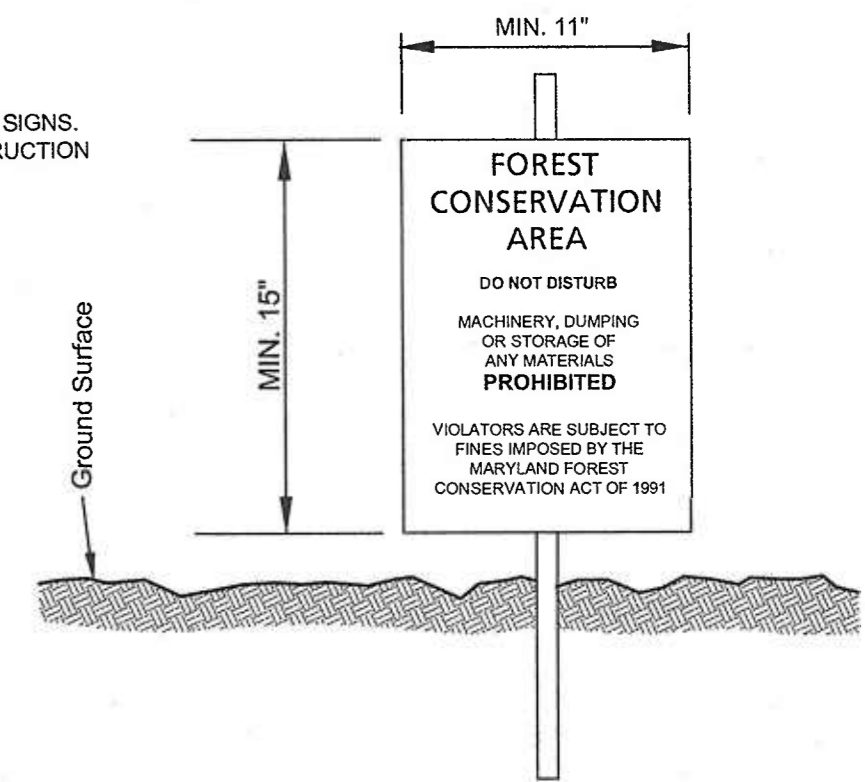 MIN. 11"
SIGNS.
MIN. 15"
Ground Surface
FOREST
CONSERVATION
AREA
DO NOT DISTURB
MACHINERY, DUMPING
OR STORAGE OF
ANY MATERIALS
PROHIBITED
VIOLATORS ARE SUBJECT TO
FINES IMPOSED BY THE
MARYLAND FOREST
CONSERVATION ACT OF 1991